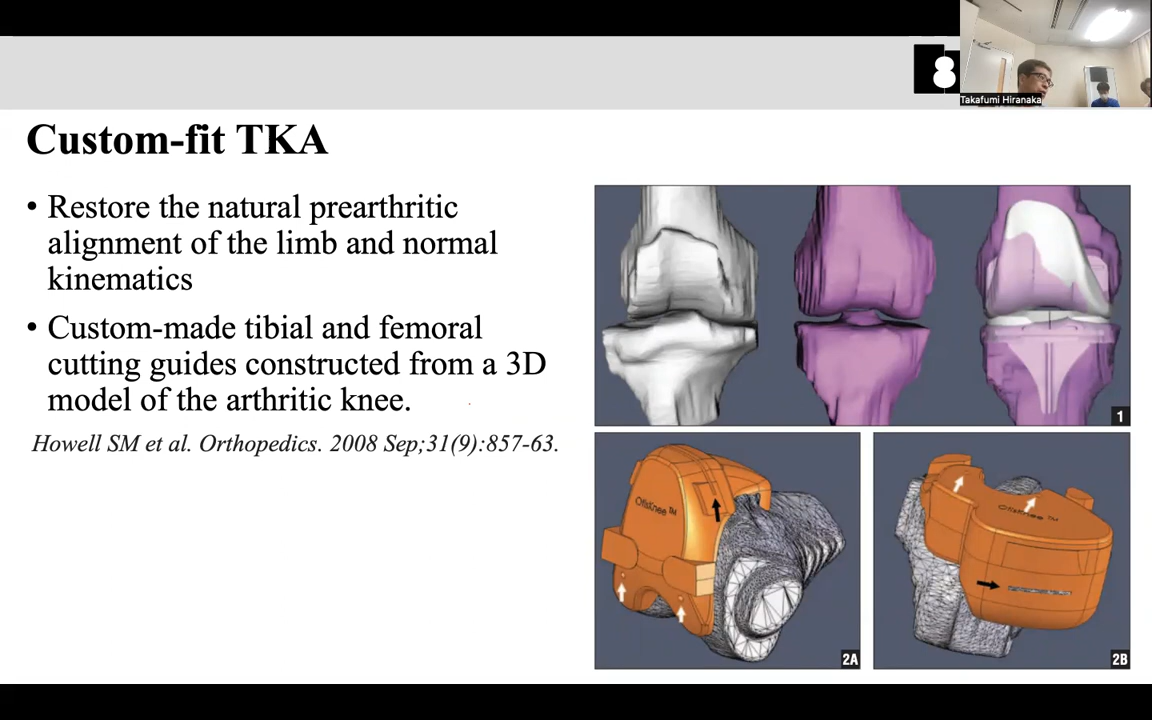 Takafumi Hiranaka
Custom-fit TKA
• Restore the natural prearthritic
alignment of the limb and normal
kinematics
• Custom-made tibial and femoral
cutting guides constructed from a 3D
model of the arthritic knee.
Howell SM et al. Orthopedics. 2008 Sep;31(9):857-63.
1
OtisKnee™
2A
OtisKnee™
2B